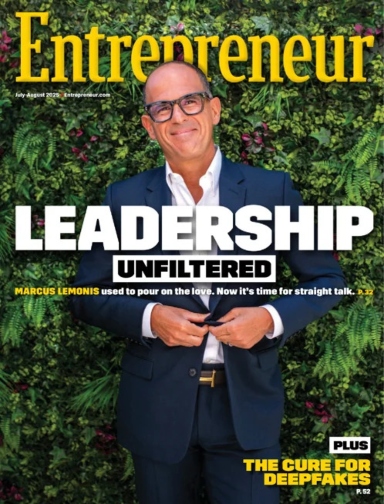 Entrepreneur
July-August 2025 Entrepreneur.com
LEADERSHIP
UNFILTERED
MARCUS LEMONIS used to pour on the love. Now it's time for straight talk. P. 32
PLUS
THE CURE FOR
DEEPFAKES
P. 52